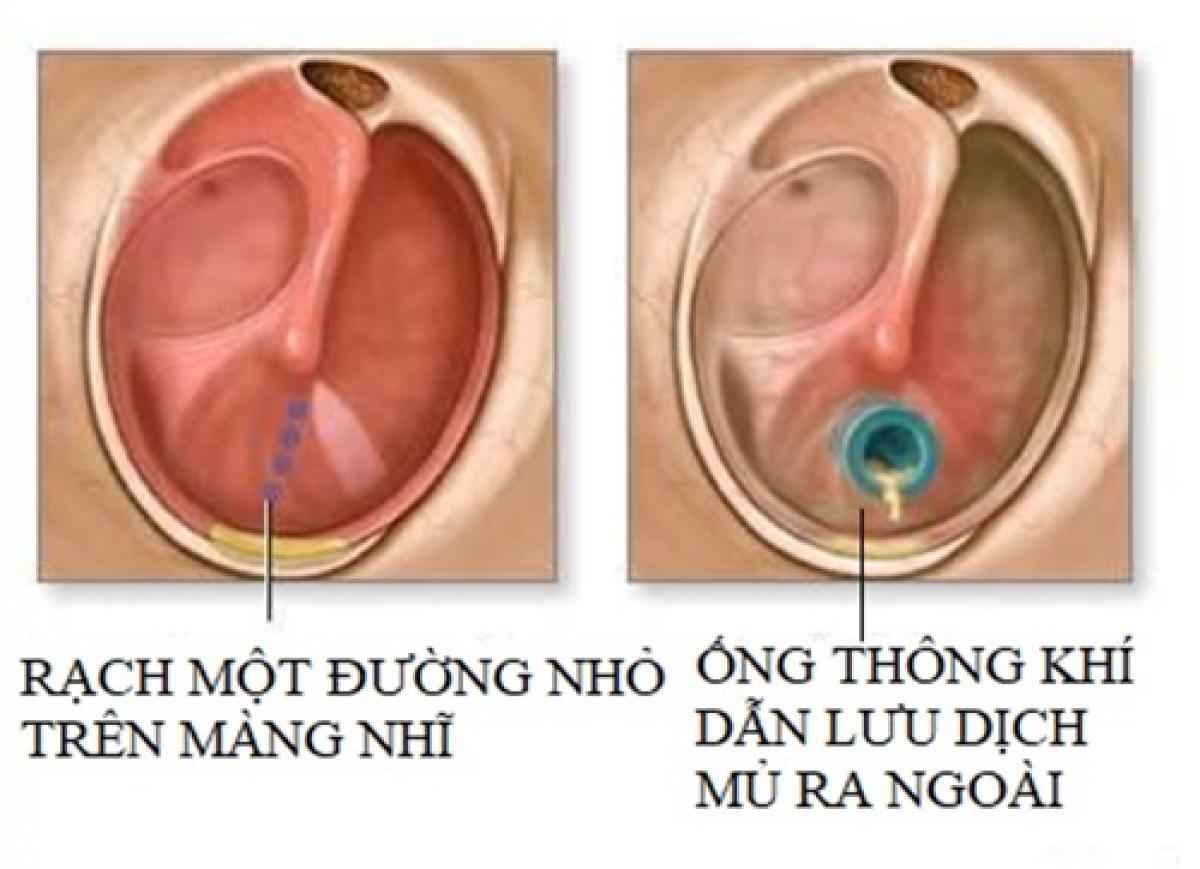 RẠCH MỘT ĐƯỜNG NHỎ
TRÊN MÀNG NHĨ
ỐNG THÔNG KHÍ
DẪN LƯU DỊCH
MỦ RA NGOÀI